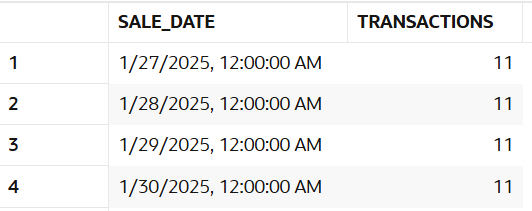 SALE_DATE TRANSACTIONS
1 1/27/2025, 12:00:00 AM 11
2 1/28/2025, 12:00:00 AM 11
3 1/29/2025, 12:00:00 AM 11
4 1/30/2025, 12:00:00 AM 11